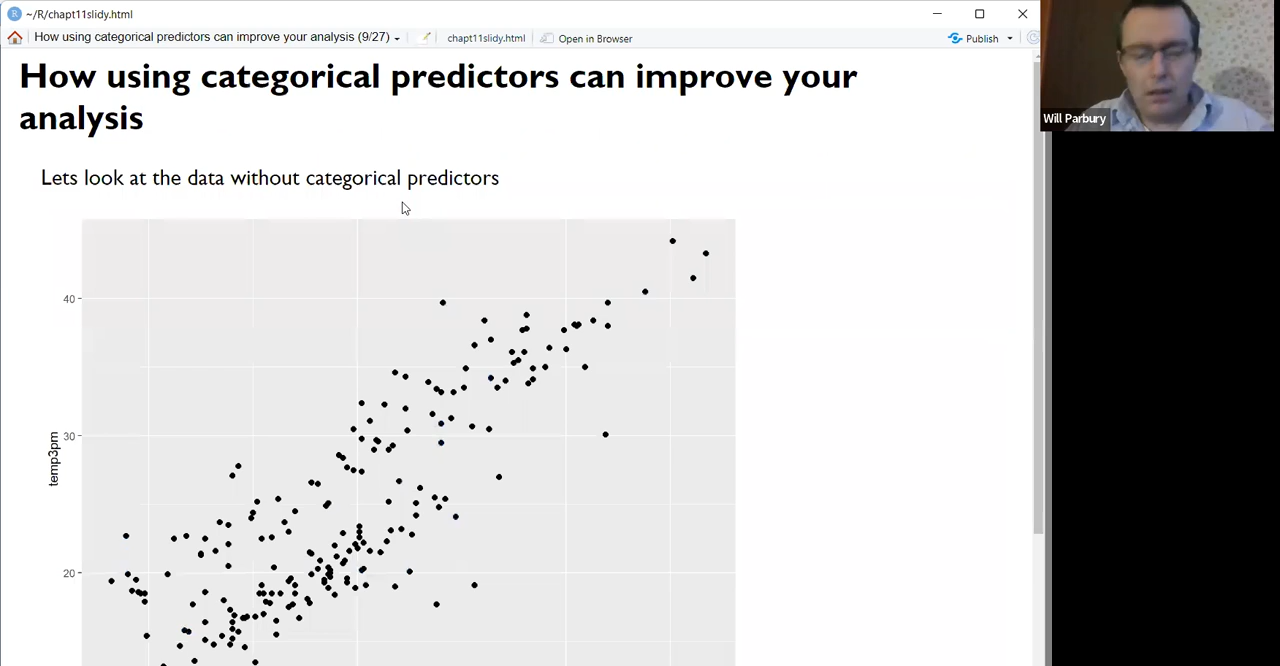 ~/R/chapt11slidy.html
How using categorical predictors can improve your analysis (9/27)
chapt11slidy.html
Open in Browser
Publish
How using categorical predictors can improve your
analysis
Will Parbury
Lets look at the data without categorical predictors
40
30
temp3pm
20